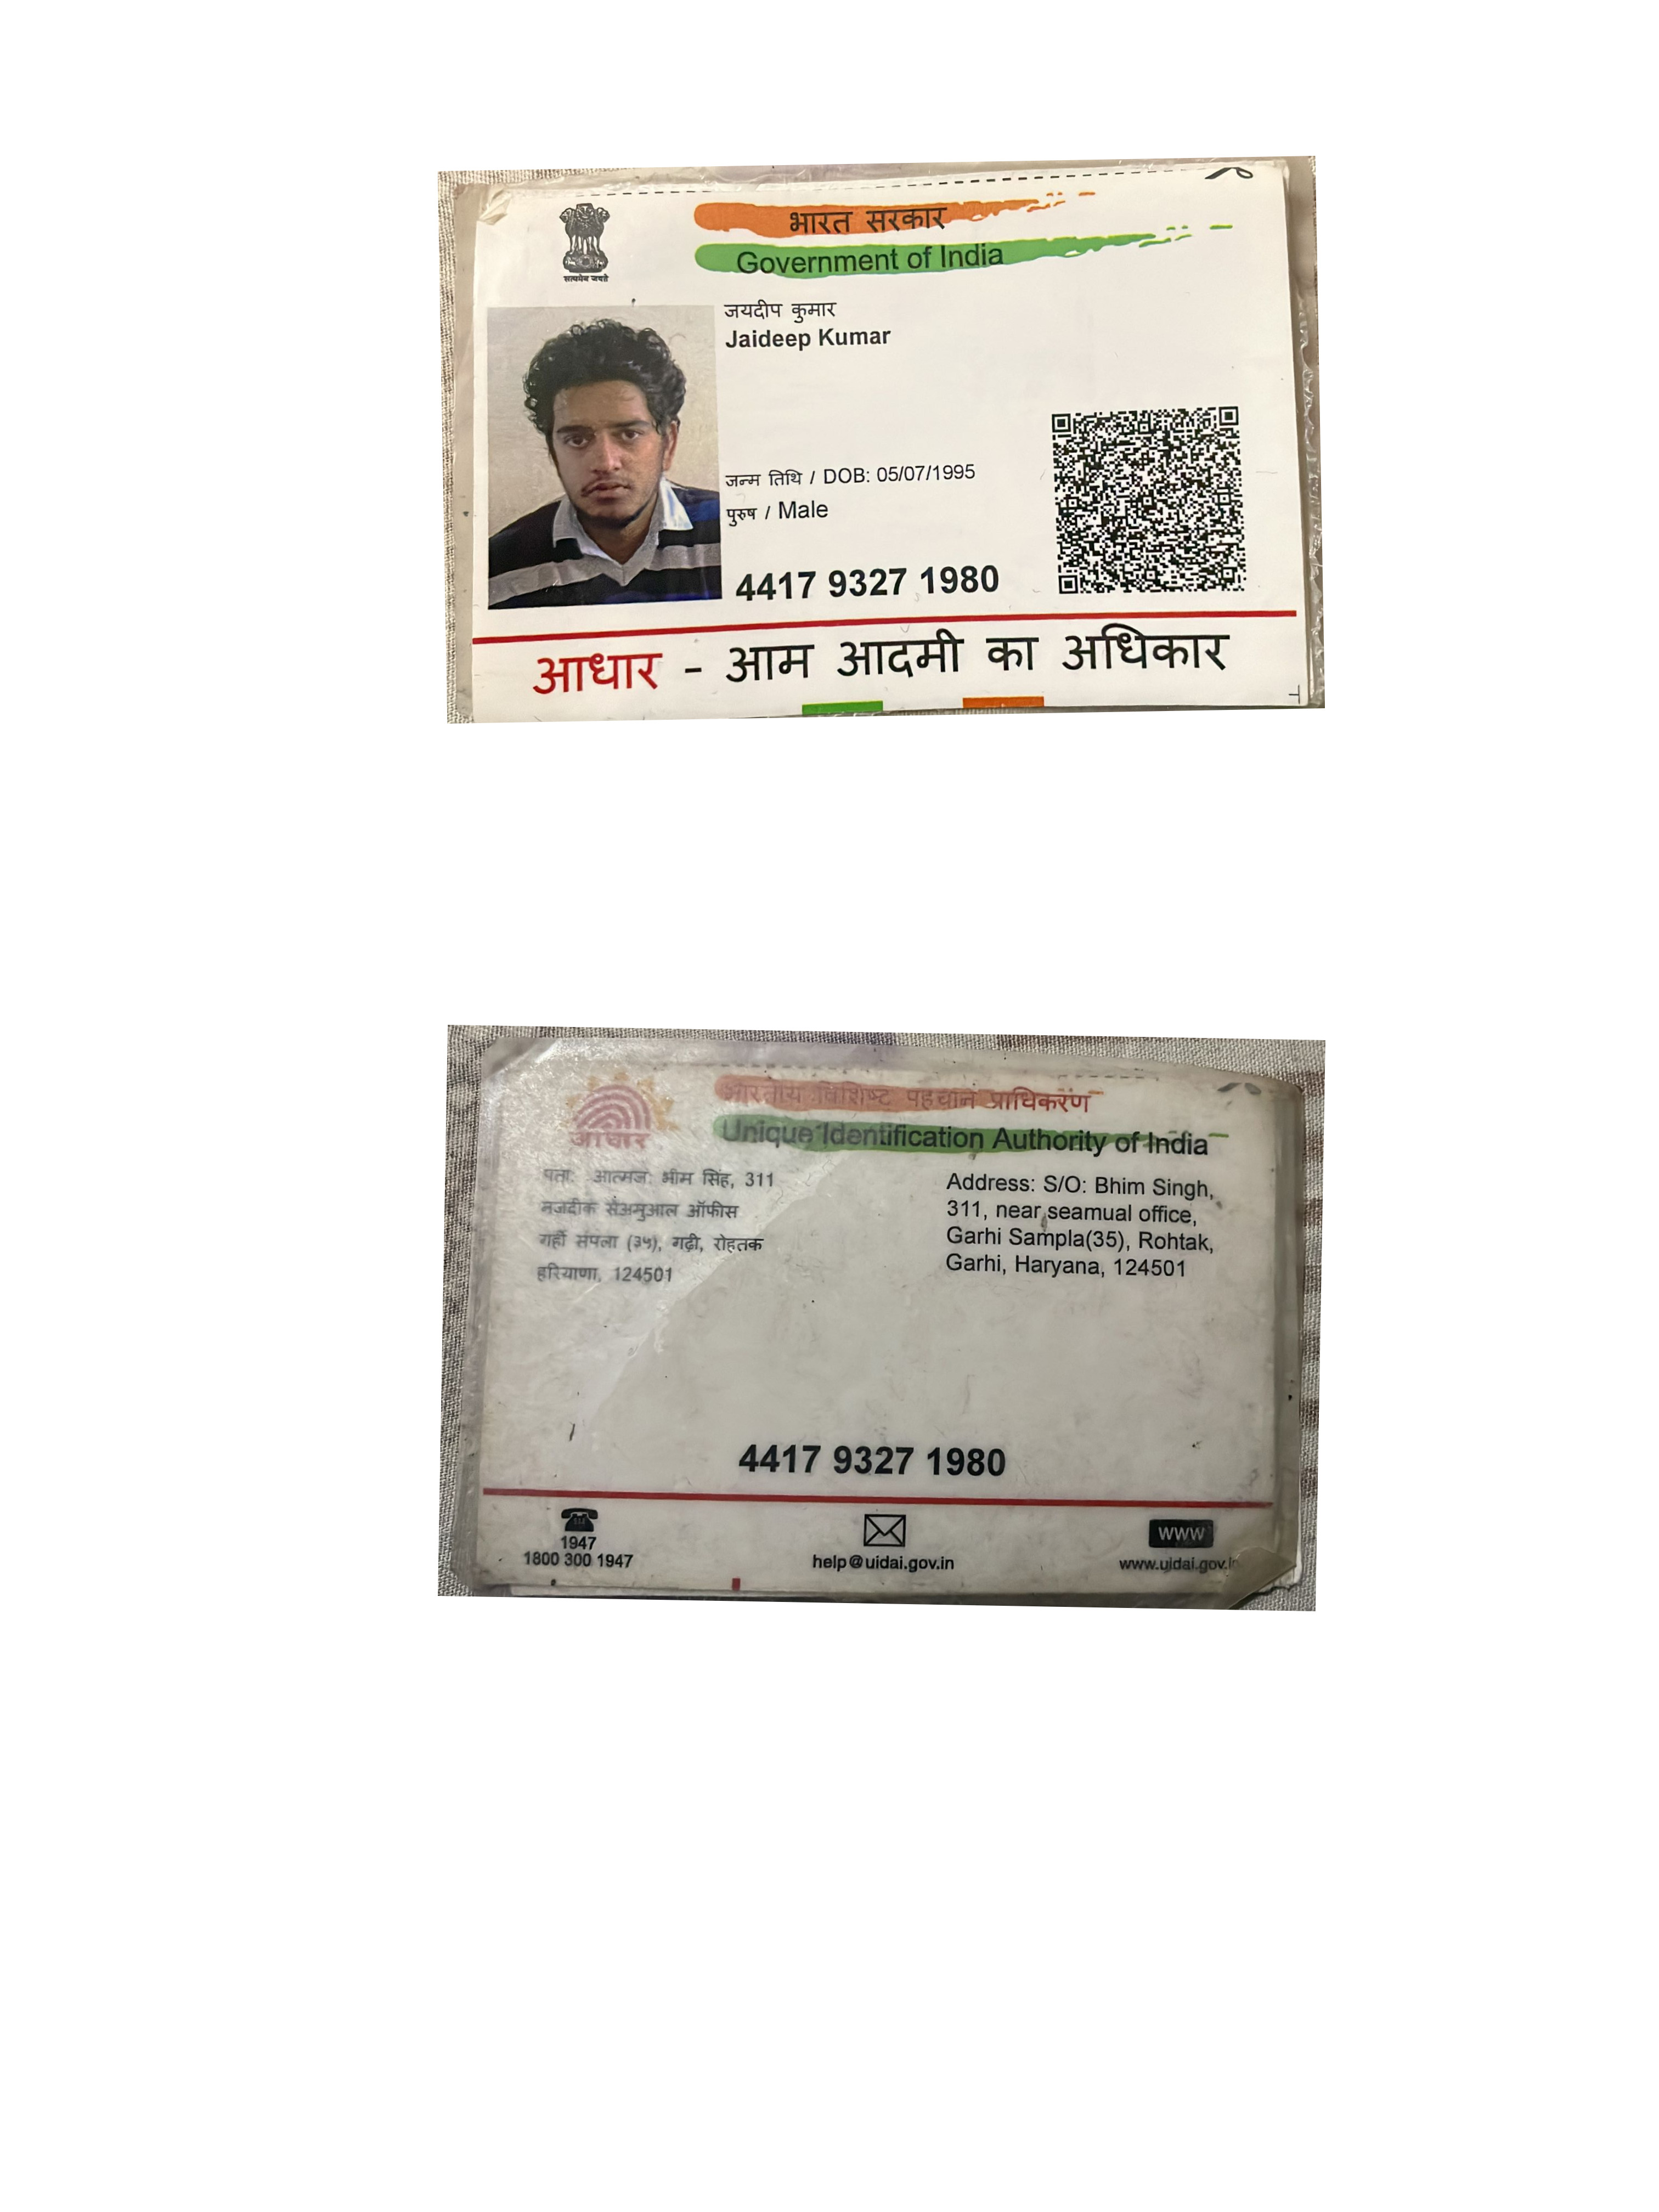 भारत सरकार
Government of India
सत्यमेव जयते
जयदीप कुमार
Jaideep Kumar
जन्म तिथि / DOB: 05/07/1995
पुरुष / Male
4417 9327 1980
आधार - आम आदमी का अधिकार
भारतीय विशिष्ट पहचान प्राधिकरण
Unique Identification Authority of India
आधार
पता: आत्मज: भीम सिंह, 311
नजदीक सैअमुआल ऑफीस
गर्ही संपला (३५), गढ़ी, रोहतक
हरियाणा, 124501
Address: S/O: Bhim Singh,
311, near seamual office,
Garhi Sampla(35), Rohtak,
Garhi, Haryana, 124501
4417 9327 1980
1947
1800 300 1947
help@uidai.gov.in
WWW
www.uidai.gov.in